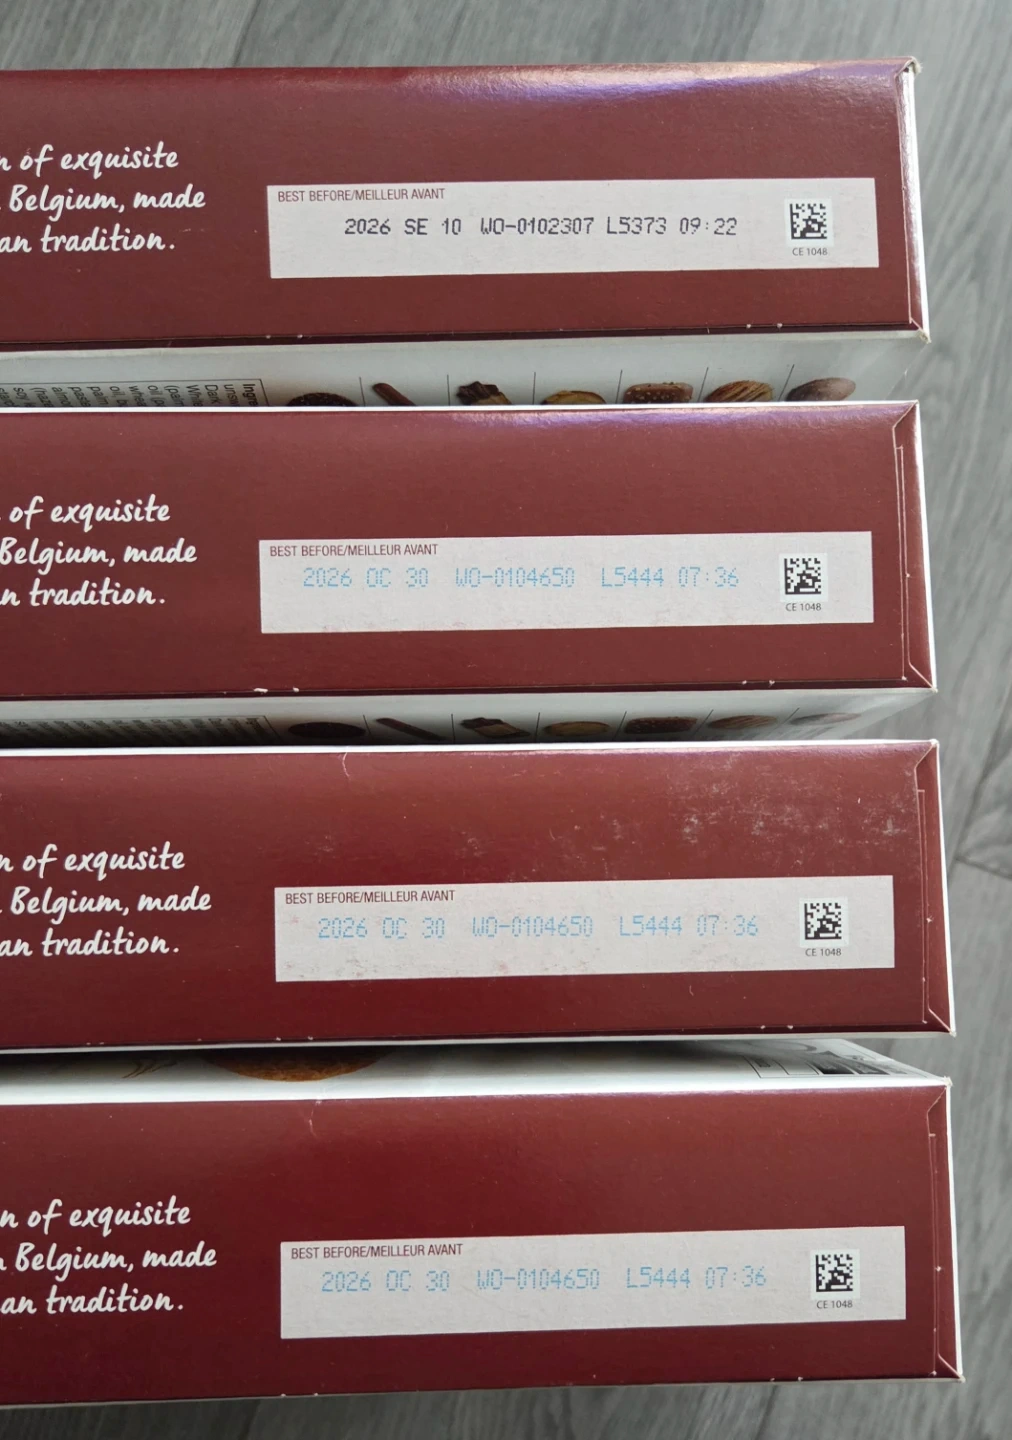 n of exquisite
Belgium, made
an tradition.
BEST BEFORE/MEILLEUR AVANT
2026 SE 10 WO-0102307 L5373 09:22
CE 1048
of exquisite
Belgium, made
n tradition.
BEST BEFORE/MEILLEUR AVANT
2026 OC 30 WO-0104650 L5444 07:36
CE 1048
n of exquisite
Belgium, made
an tradition.
BEST BEFORE/MEILLEUR AVANT
2026 OC 30 WO-0104650 L5444 07:36
CE 1048
n of exquisite
Belgium, made
an tradition.
BEST BEFORE/MEILLEUR AVANT
2026 OC 30 WO-0104650 L5444 07:36
CE 1048